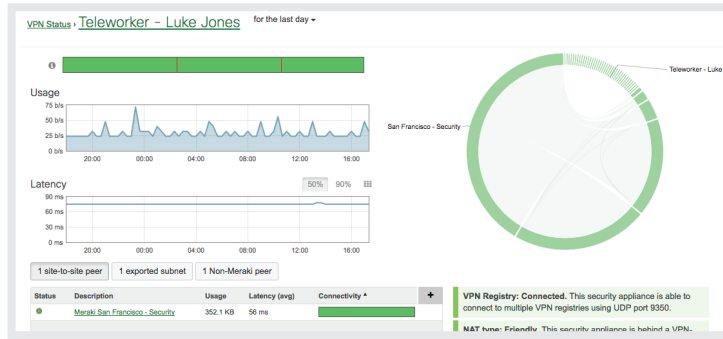 VPN Status › Teleworker - Luke Jones for the last day
Usage
75 b/s
50 b/s
25 b/s
0 b/s
20:00 00:00 04:00 08:00 12:00 16:00
Latency
50% 90%
90 ms
60 ms
30 ms
0 ms
20:00 00:00 04:00 08:00 12:00 16:00
1 site-to-site peer 1 exported subnet 1 Non-Meraki peer
Status Description Usage Latency (avg) Connectivity +
Meraki San Francisco - Security 352.1 KB 56 ms
Teleworker - Luke
San Francisco - Security
VPN Registry: Connected. This security appliance is able to
connect to multiple VPN registries using UDP port 9350.
NAT type: Friendly. This security appliance is behind a VPN-